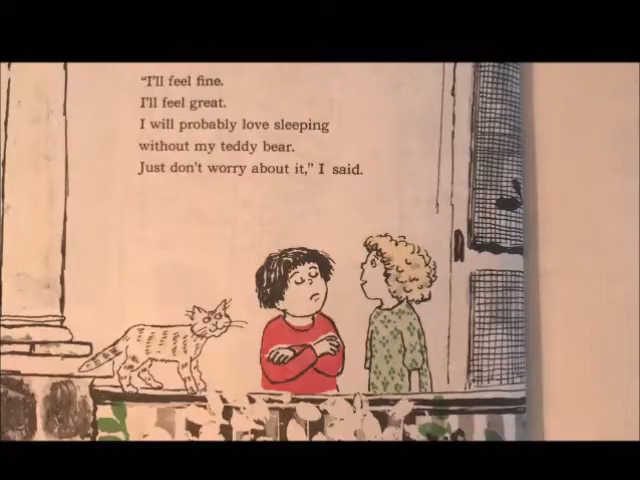 "I'll feel fine.
I'll feel great.
I will probably love sleeping
without my teddy bear.
Just don't worry about it," I said.